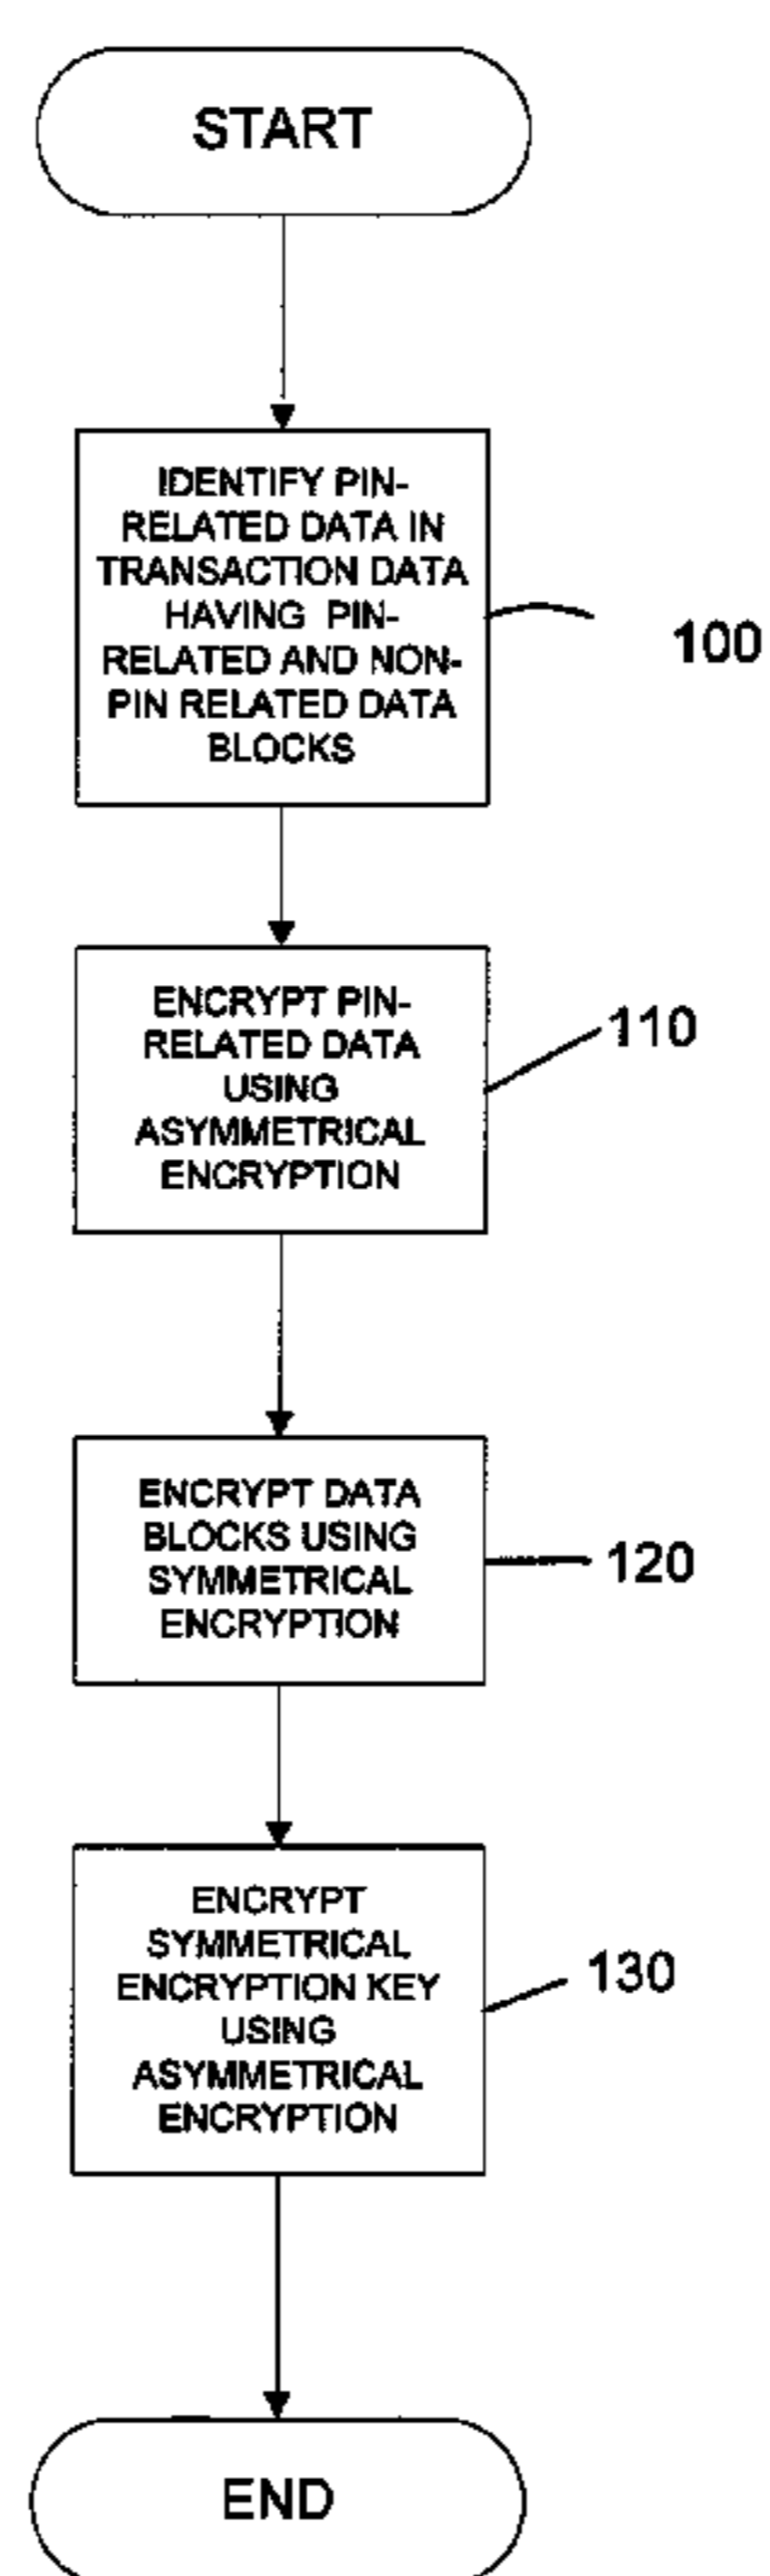 START
IDENTIFY PIN-
RELATED DATA IN
TRANSACTION DATA
HAVING PIN-
RELATED AND NON-
PIN RELATED DATA
BLOCKS
100
ENCRYPT PIN-
RELATED DATA
USING
ASYMMETRICAL
ENCRYPTION
110
ENCRYPT DATA
BLOCKS USING
SYMMETRICAL
ENCRYPTION
120
ENCRYPT
SYMMETRICAL
ENCRYPTION KEY
USING
ASYMMETRICAL
ENCRYPTION
130
END